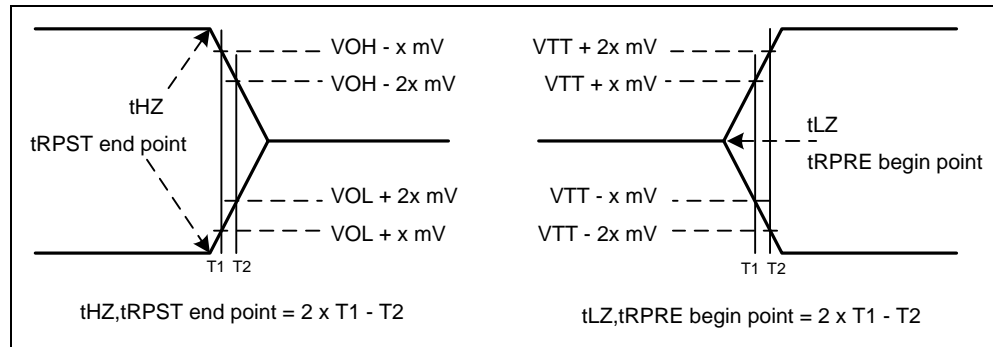 VOH - x mV
VOH - 2x mV
tHZ
tRPST end point
VOL + 2x mV
VOL + x mV
T1 T2
tHZ,tRPST end point = 2 x T1 - T2
VTT + 2x mV
VTT + x mV
tLZ
tRPRE begin point
VTT - x mV
VTT - 2x mV
T1 T2
tLZ,tRPRE begin point = 2 x T1 - T2